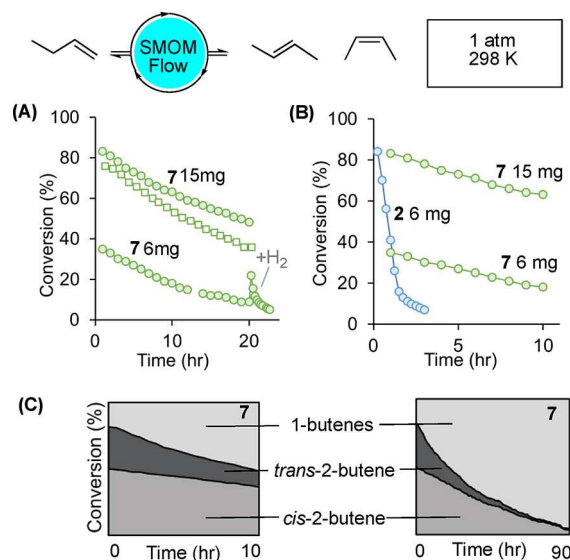 SMOM
Flow
1 atm
298 K
(A)
Conversion (%)
100
80
60
40
20
0
7 15mg
7 6mg
+H2
0 10 20
Time (hr)
(B)
Conversion (%)
100
80
60
40
20
0
7 15 mg
2 6 mg
7 6 mg
0 5 10
Time (hr)
(C)
Conversion (%)
7
7
1-butenes
trans-2-butene
cis-2-butene
0 10
Time (hr)
0 90
Time (hr)